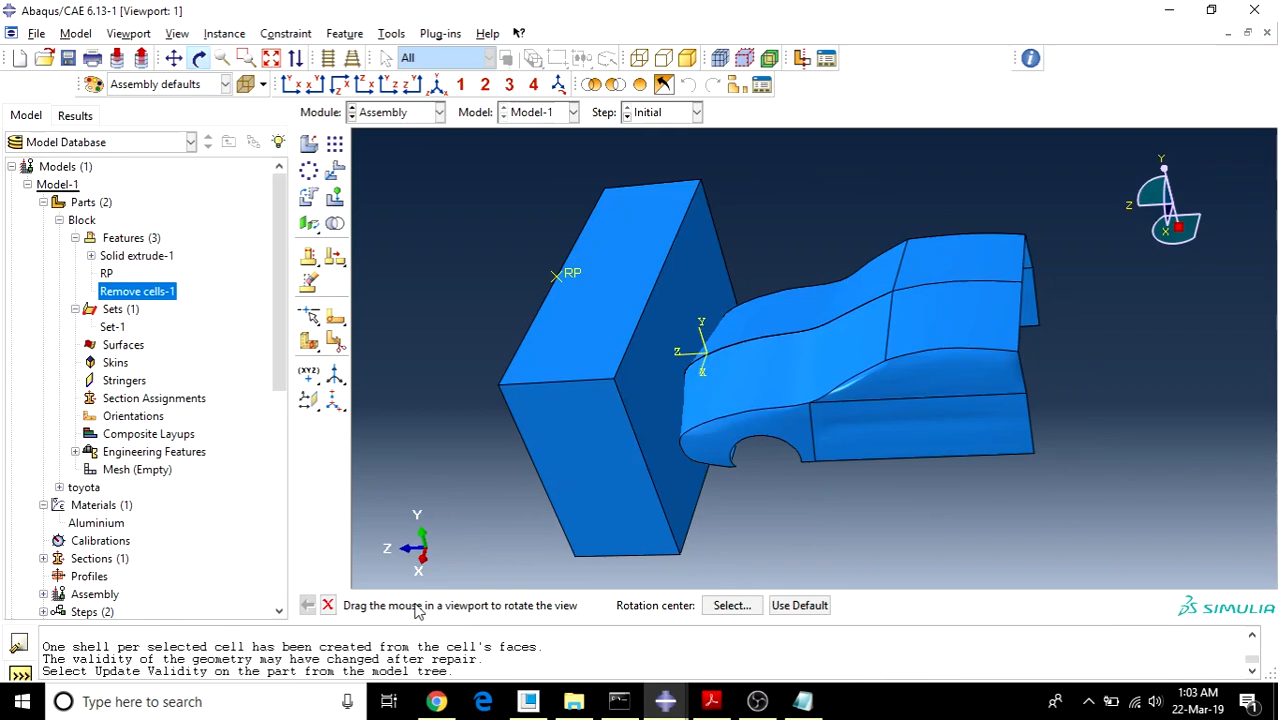 Abaqus/CAE 6.13-1 [Viewport: 1]
File Model Viewport View Instance Constraint Feature Tools Plug-ins Help
All
Assembly defaults
1 2 3 4
Model Results
Module: Assembly Model: Model-1 Step: Initial
Model Database
Models (1)
Model-1
Parts (2)
Block
Features (3)
Solid extrude-1
RP
Remove cells-1
Sets (1)
Set-1
Surfaces
Skins
Stringers
Section Assignments
Orientations
Composite Layups
Engineering Features
Mesh (Empty)
toyota
Materials (1)
Aluminium
Calibrations
Sections (1)
Profiles
Assembly
Steps (2)
(XYZ)
RP
Y
Z
X
Y
Z
X
Y
Z
X
Drag the mouse in a viewport to rotate the view Rotation center: Select... Use Default
SIMULIA
One shell per selected cell has been created from the cell's faces.
The validity of the geometry may have changed after repair.
Select Update Validity on the part from the model tree.
>>>
Type here to search
1:03 AM
22-Mar-19